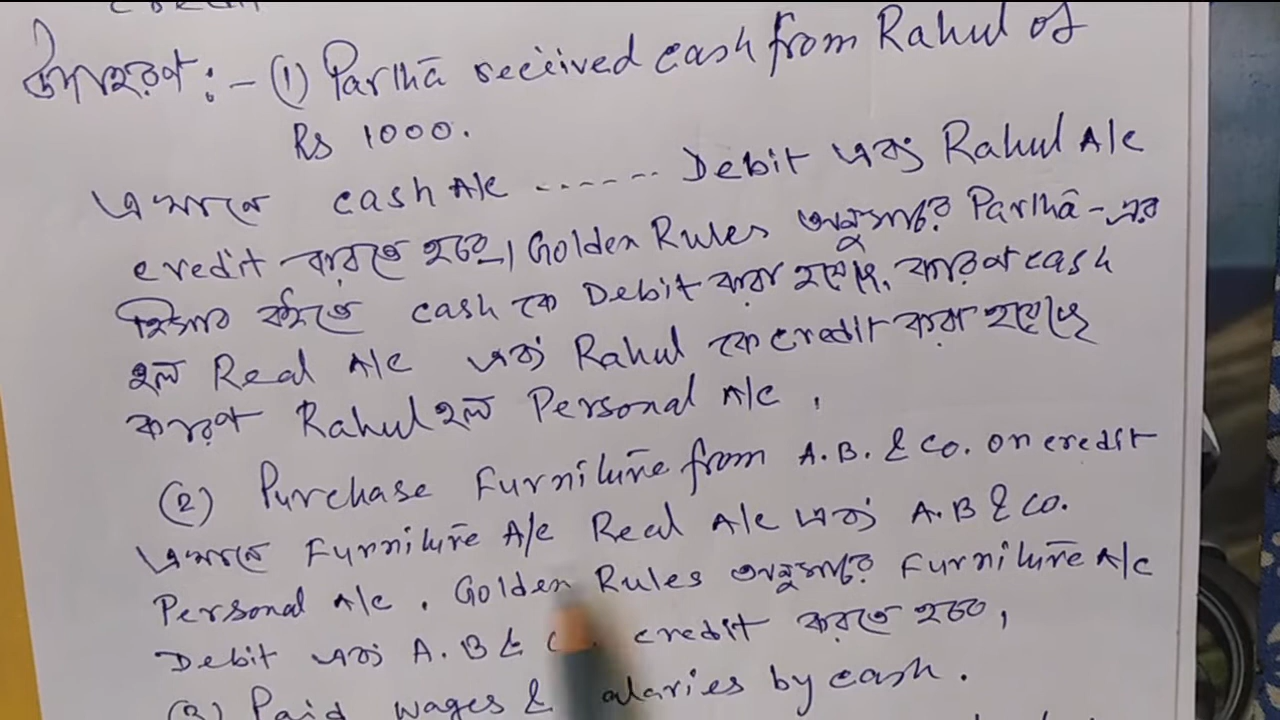 উদাহরণ :- (1) Partha received cash from Rahul of
Rs 1000.
এখানে cash A/c ...... Debit এবং Rahul A/c
credit করতে হবে। Golden Rules অনুসারে Partha-এর
হিসাব বইতে cash কে Debit করা হয়েছে, কারণ cash
হল Real A/c এবং Rahul কে credit করা হয়েছে
কারণ Rahul হল Personal A/c,
(2) Purchase Furniture from A.B. & Co. on credit
এখানে Furniture A/c Real A/c এবং A.B & Co.
Personal A/c. Golden Rules অনুসারে Furniture A/c
Debit এবং A.B & credit করতে হবে,
(3) Paid wages & salaries by cash.